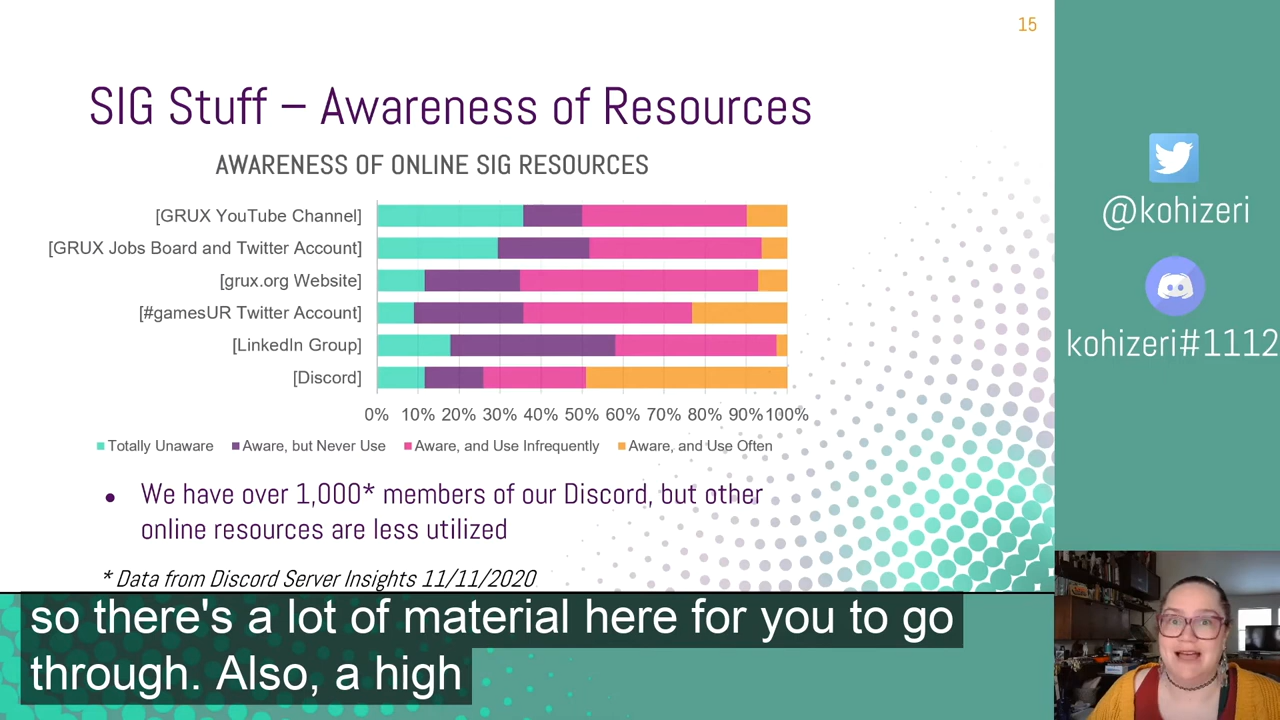 15
SIG Stuff – Awareness of Resources
AWARENESS OF ONLINE SIG RESOURCES
[GRUX YouTube Channel]
[GRUX Jobs Board and Twitter Account]
[grux.org Website]
[#gamesUR Twitter Account]
[LinkedIn Group]
[Discord]
0% 10% 20% 30% 40% 50% 60% 70% 80% 90% 100%
Totally Unaware Aware, but Never Use Aware, and Use Infrequently Aware, and Use Often
• We have over 1,000* members of our Discord, but other
online resources are less utilized
* Data from Discord Server Insights 11/11/2020
@kohizeri
kohizeri#1112
so there's a lot of material here for you to go
through. Also, a high